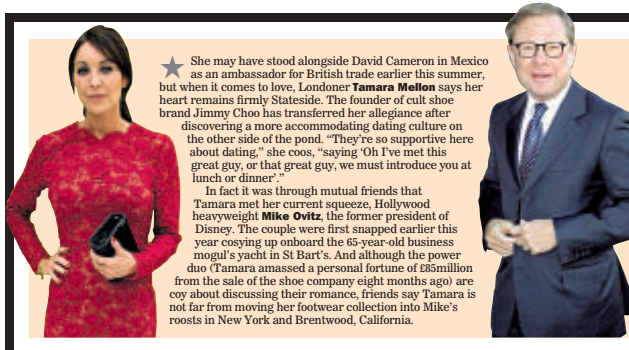 She may have stood alongside David Cameron in Mexico
as an ambassador for British trade earlier this summer,
but when it comes to love, Londoner Tamara Mellon says her
heart remains firmly Stateside. The founder of cult shoe
brand Jimmy Choo has transferred her allegiance after
discovering a more accommodating dating culture on
the other side of the pond. “They’re so supportive here
about dating,” she coos, “saying ‘Oh I’ve met this
great guy, or that great guy, we must introduce you at
lunch or dinner’.”
In fact it was through mutual friends that
Tamara met her current squeeze, Hollywood
heavyweight Mike Ovitz, the former president of
Disney. The couple were first snapped earlier this
year cosying up onboard the 65-year-old business
mogul’s yacht in St Bart’s. And although the power
duo (Tamara amassed a personal fortune of £85million
from the sale of the shoe company eight months ago) are
coy about discussing their romance, friends say Tamara is
not far from moving her footwear collection into Mike’s
roosts in New York and Brentwood, California.